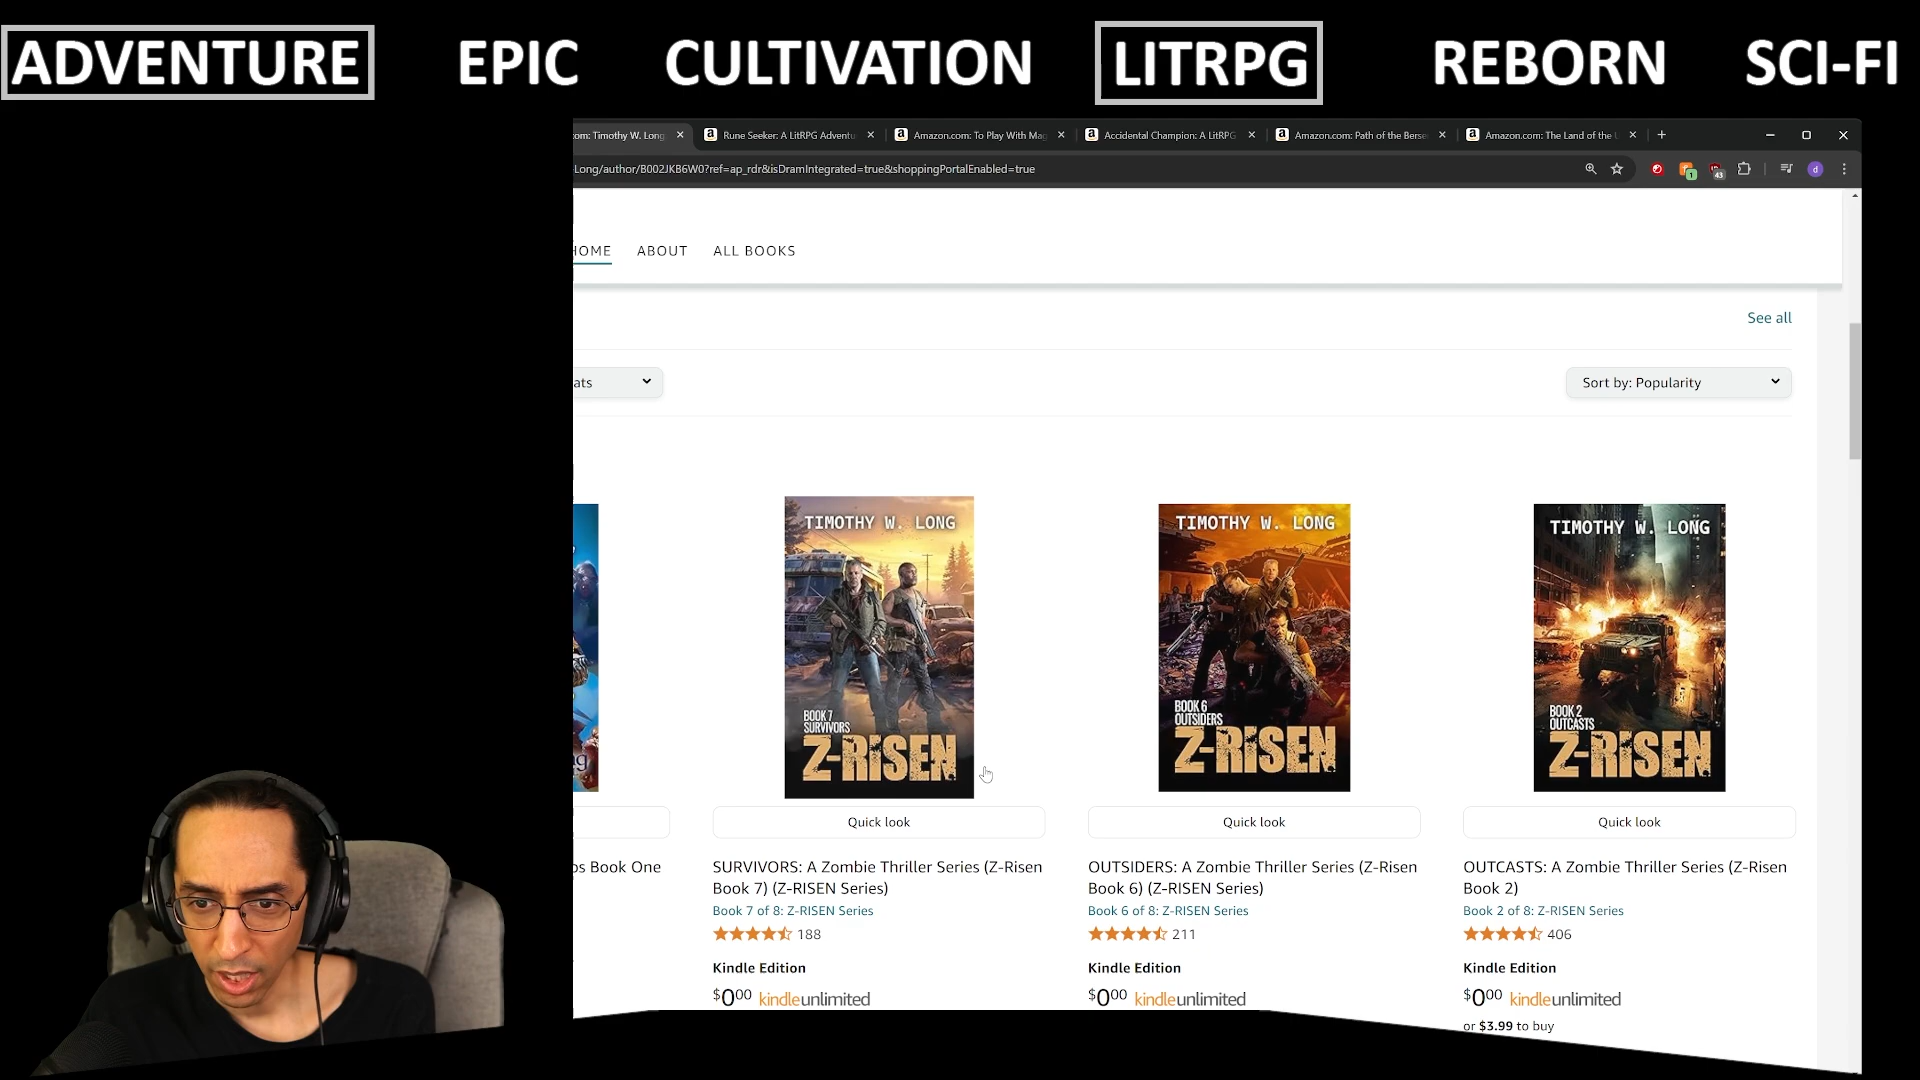 ADVENTURE EPIC CULTIVATION LITRPG REBORN SCI-FI
com: Timothy W. Long
Rune Seeker: A LitRPG Adventu
Amazon.com: To Play With Mag
Accidental Champion: A LitRPG
Amazon.com: Path of the Berse
Amazon.com: The Land of the U
Long/author/B002JKB6W0?ref=ap_rdr&isDramIntegrated=true&shoppingPortalEnabled=true
1
43
d
HOME ABOUT ALL BOOKS
See all
ats
Sort by: Popularity
TIMOTHY W. LONG
BOOK 7
SURVIVORS
Z-RISEN
TIMOTHY W. LONG
BOOK 6
OUTSIDERS
Z-RISEN
TIMOTHY W. LONG
BOOK 2
OUTCASTS
Z-RISEN
Quick look
Quick look
Quick look
os Book One
SURVIVORS: A Zombie Thriller Series (Z-Risen
Book 7) (Z-RISEN Series)
Book 7 of 8: Z-RISEN Series
188
Kindle Edition
$000 kindleunlimited
OUTSIDERS: A Zombie Thriller Series (Z-Risen
Book 6) (Z-RISEN Series)
Book 6 of 8: Z-RISEN Series
211
Kindle Edition
$000 kindleunlimited
OUTCASTS: A Zombie Thriller Series (Z-Risen
Book 2)
Book 2 of 8: Z-RISEN Series
406
Kindle Edition
$000 kindleunlimited
or $3.99 to buy